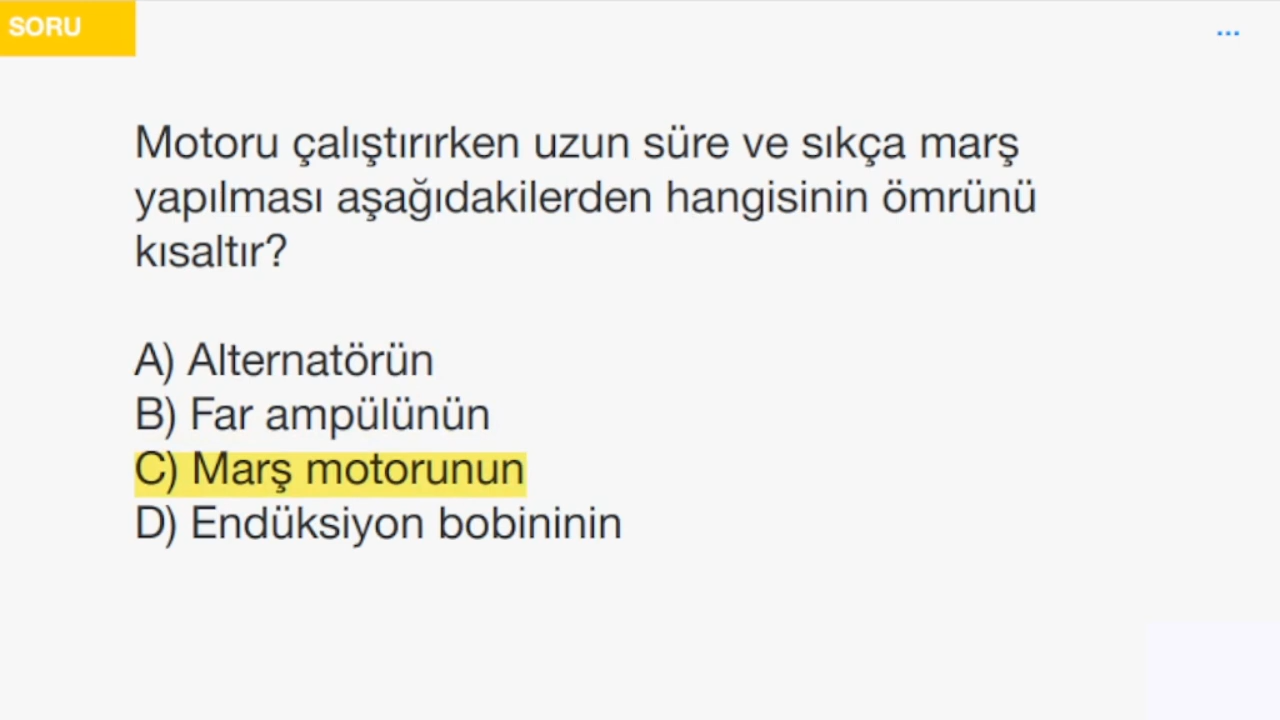 SORU
...
Motoru çalıştırırken uzun süre ve sıkça marş
yapılması aşağıdakilerden hangisinin ömrünü
kısaltır?
A) Alternatörün
B) Far ampülünün
C) Marş motorunun
D) Endüksiyon bobininin